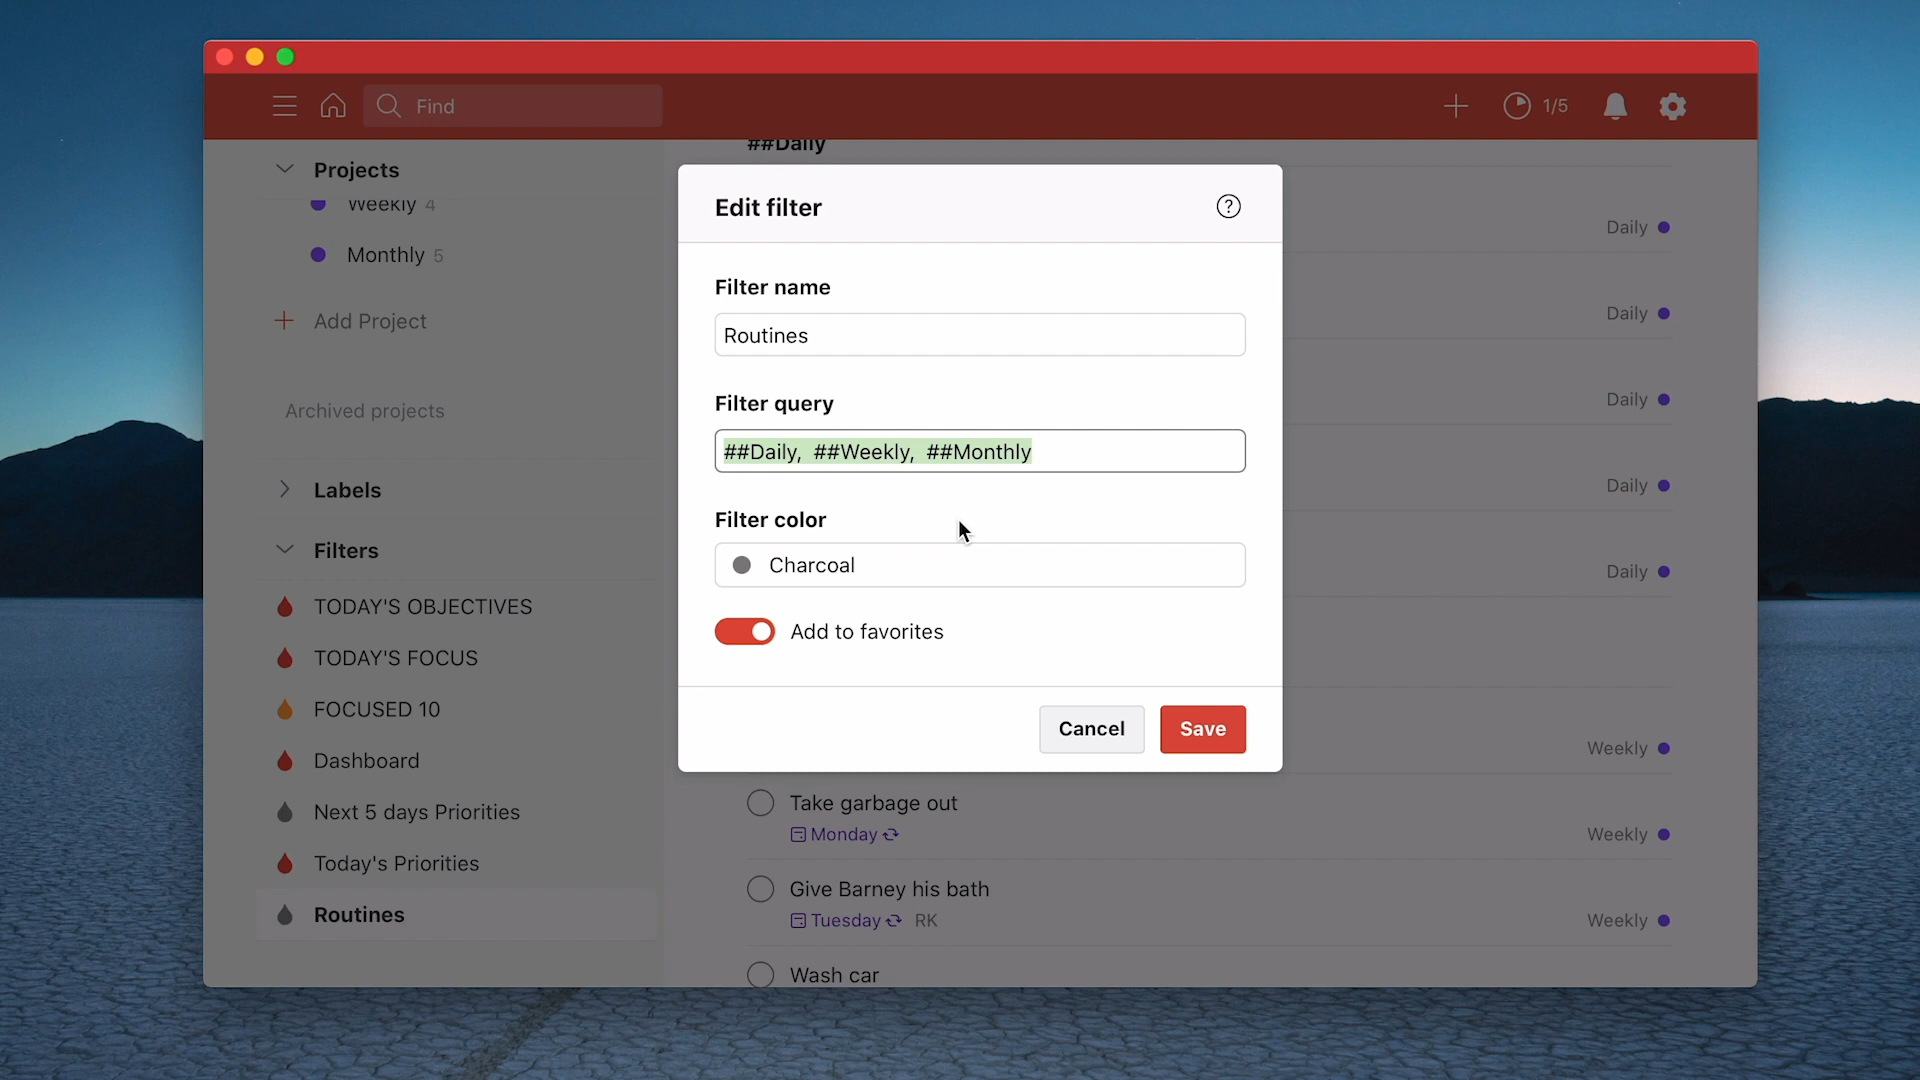 Find
1/5
Projects
Weekly 4
Monthly 5
Add Project
Archived projects
Labels
Filters
TODAY'S OBJECTIVES
TODAY'S FOCUS
FOCUSED 10
Dashboard
Next 5 days Priorities
Today's Priorities
Routines
##Daily
Daily
Daily
Daily
Daily
Daily
Weekly
Take garbage out
Monday
Weekly
Give Barney his bath
Tuesday RK
Weekly
Wash car
Edit filter
?
Filter name
Routines
Filter query
##Daily, ##Weekly, ##Monthly
Filter color
Charcoal
Add to favorites
Cancel Save